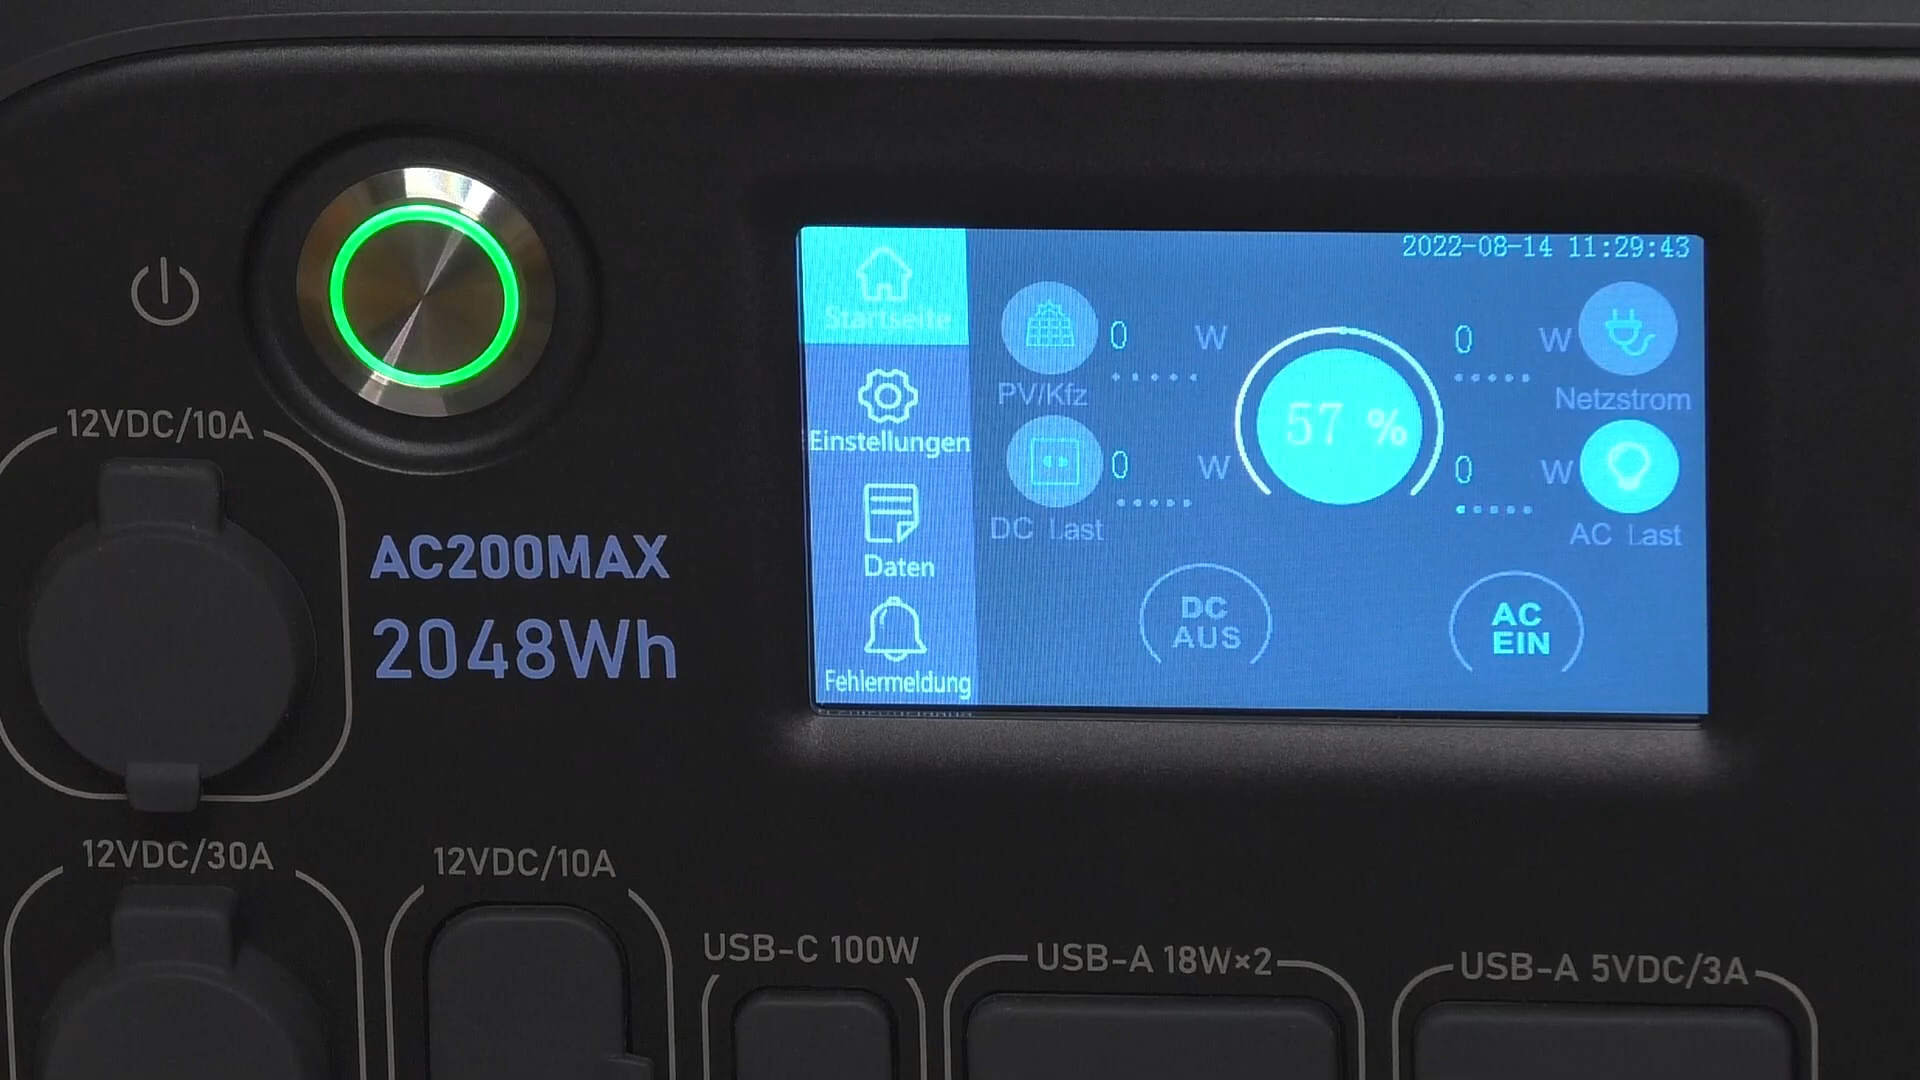 12VDC/10A
AC200MAX
2048Wh
2022-08-14 11:29:43
Startseite
Einstellungen
Daten
Fehlermeldung
0 W
PV/Kfz
0 W
DC Last
57 %
0 W
Netzstrom
0 W
AC Last
DC
AUS
AC
EIN
12VDC/30A
12VDC/10A
USB-C 100W
USB-A 18W×2
USB-A 5VDC/3A